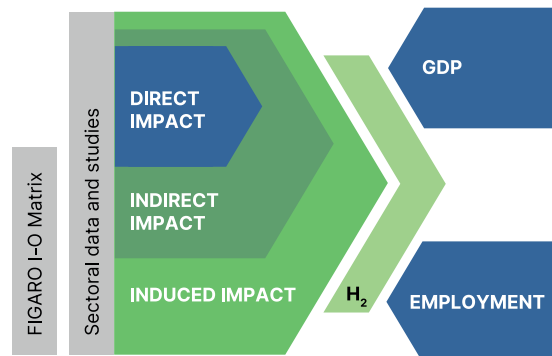 FIGARO I-O Matrix
Sectoral data and studies
DIRECT
IMPACT
INDIRECT
IMPACT
INDUCED IMPACT
H₂
GDP
EMPLOYMENT